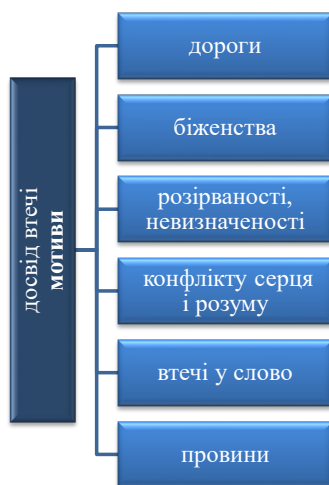 досвід втечі
мотиви
дороги
біженства
розірваності,
невизначеності
конфлікту серця
і розуму
втечі у слово
провини